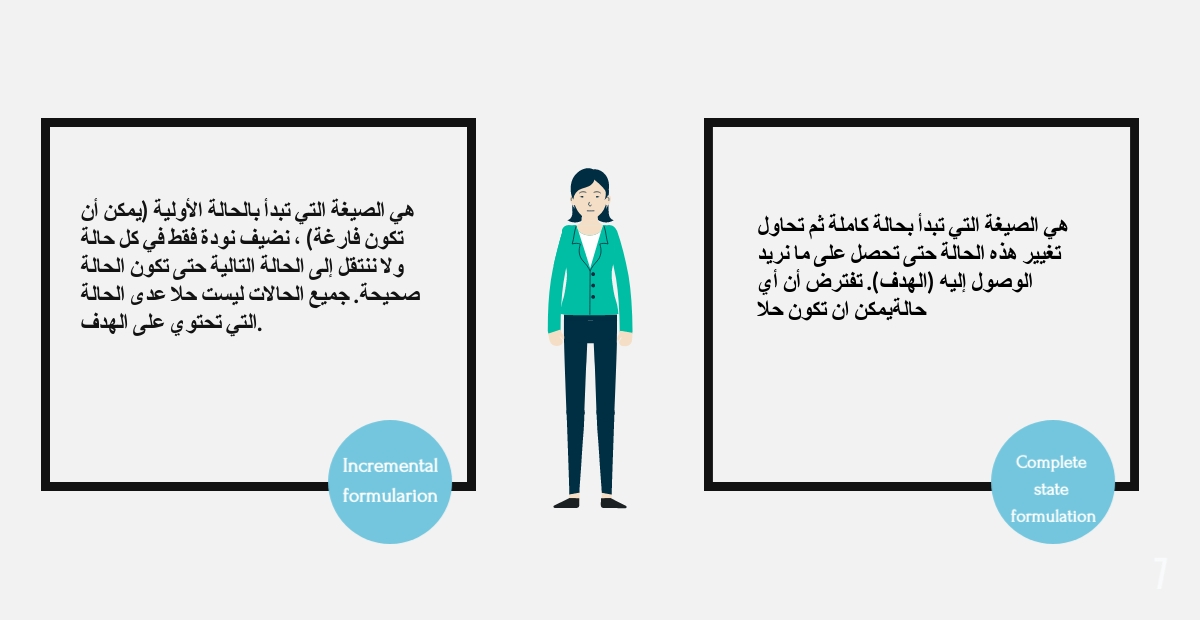 هي الصيغة التي تبدأ بالحالة الأولية (يمكن أن
تكون فارغة) ، نضيف نودة فقط في كل حالة
ولا ننتقل إلى الحالة التالية حتى تكون الحالة
صحيحة. جميع الحالات ليست حلا عدى الحالة
التي تحتوي على الهدف.
Incremental
formularion
هي الصيغة التي تبدأ بحالة كاملة ثم تحاول
تغيير هذه الحالة حتى تحصل على ما نريد
الوصول إليه (الهدف). تفترض أن أي
حالةيمكن ان تكون حلا
Complete
state
formulation
7